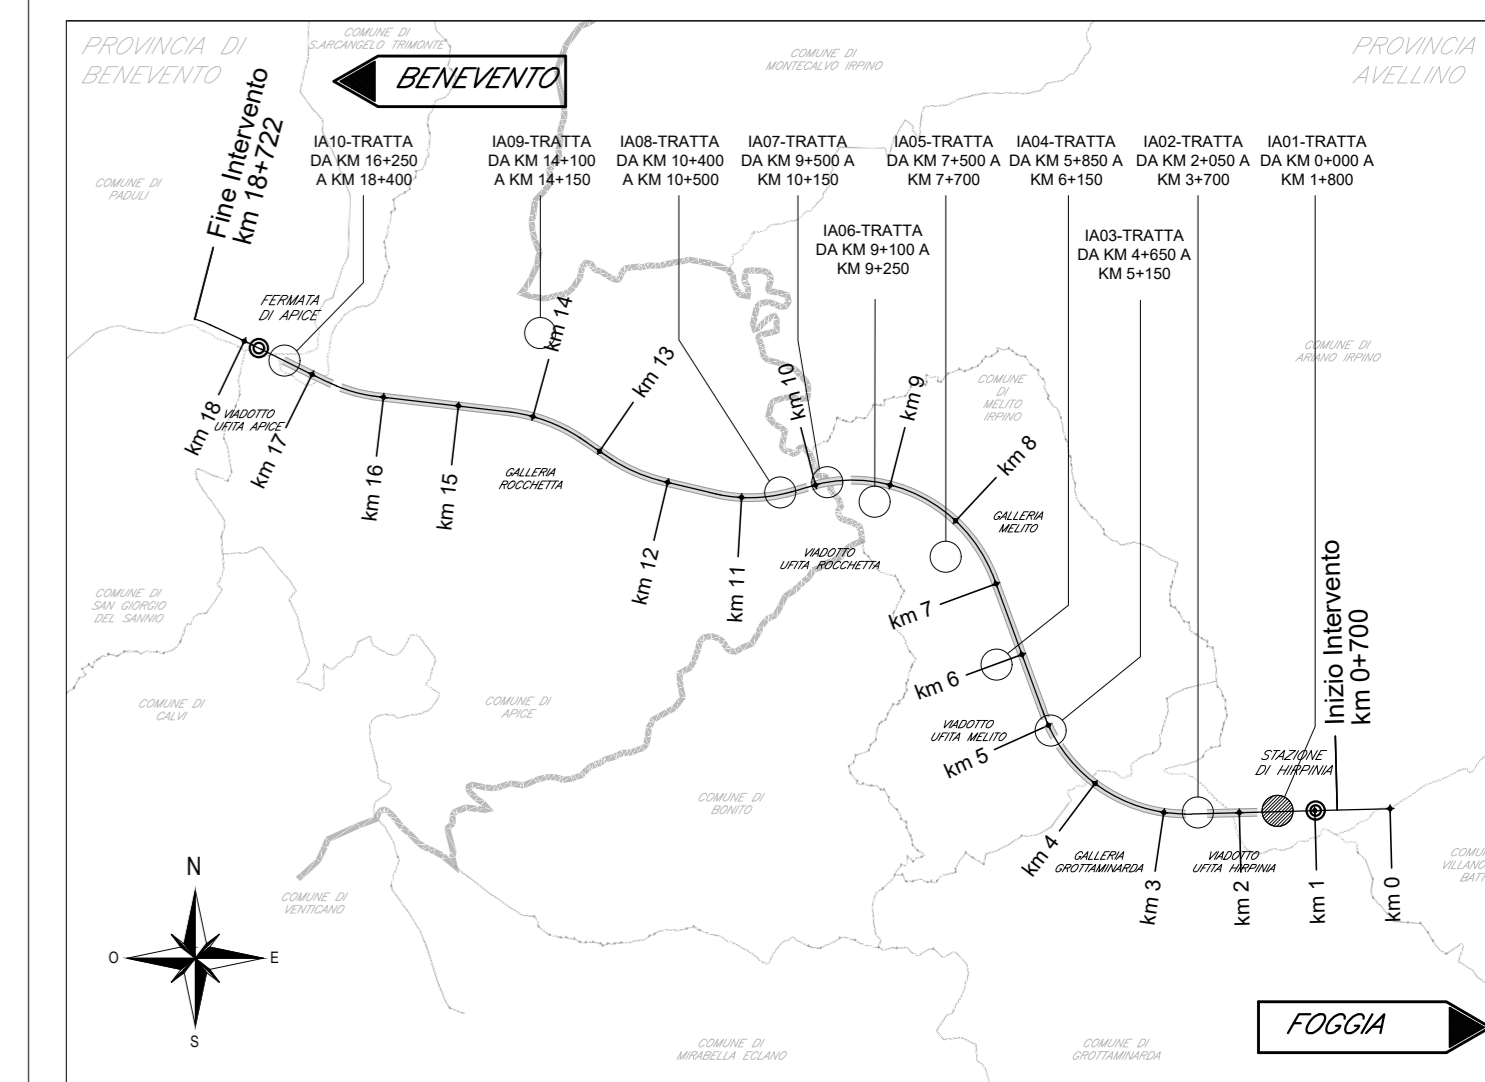 PROVINCIA DI
BENEVENTO
COMUNE DI
S.ARCANGELO TRIMONTE
BENEVENTO
COMUNE DI
MONTECALVO IRPINO
PROVINCIA
AVELLINO
Fine Intervento
km 18+722
IA10-TRATTA
DA KM 16+250
A KM 18+400
IA09-TRATTA
DA KM 14+100
A KM 14+150
IA08-TRATTA
DA KM 10+400
A KM 10+500
IA07-TRATTA
DA KM 9+500 A
KM 10+150
IA05-TRATTA
DA KM 7+500 A
KM 7+700
IA04-TRATTA
DA KM 5+850 A
KM 6+150
IA02-TRATTA
DA KM 2+050 A
KM 3+700
IA01-TRATTA
DA KM 0+000 A
KM 1+800
IA06-TRATTA
DA KM 9+100 A
KM 9+250
IA03-TRATTA
DA KM 4+650 A
KM 5+150
COMUNE DI
PADULI
FERMATA
DI APICE
COMUNE DI
ARIANO IRPINO
COMUNE
DI
MELITO
IRPINO
km 18
VIADOTTO
UFITA APICE
km 17
km 16
km 15
km 14
km 13
km 12
km 11
km 10
km 9
km 8
GALLERIA
ROCCHETTA
GALLERIA
MELITO
VIADOTTO
UFITA ROCCHETTA
km 7
km 6
km 5
km 4
km 3
km 2
km 1
km 0
COMUNE DI
SAN GIORGIO
DEL SANNIO
COMUNE DI
CALVI
COMUNE DI
APICE
VIADOTTO
UFITA MELITO
Inizio Intervento
km 0+700
STAZIONE
DI HIRPINIA
COMUNE DI
BONITO
GALLERIA
GROTTAMINARDA
VIADOTTO
UFITA HIRPINIA
COMU
VILLANO
BATT
COMUNE DI
VENTICANO
N
O
E
S
COMUNE DI
MIRABELLA ECLANO
COMUNE DI
GROTTAMINARDA
FOGGIA